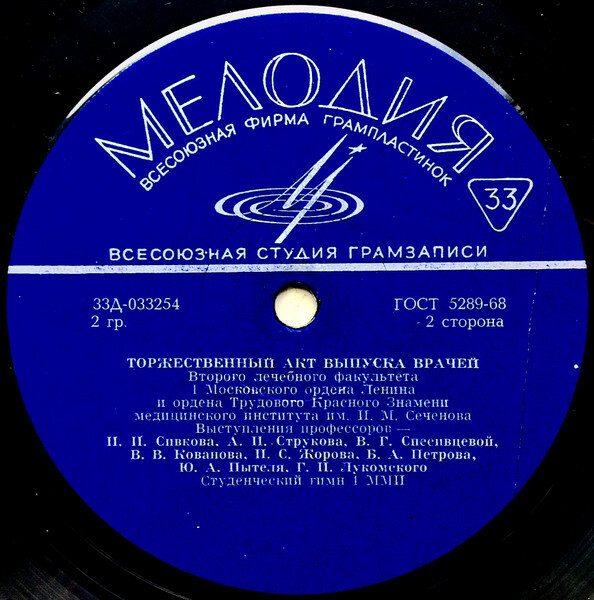 МЕЛОДИЯ
ВСЕСОЮЗНАЯ ФИРМА ГРАМПЛАСТИНОК
33
ВСЕСОЮЗНАЯ СТУДИЯ ГРАМЗАПИСИ
33Д-033254
ГОСТ 5289-68
2 гр.
2 сторона
ТОРЖЕСТВЕННЫЙ АКТ ВЫПУСКА ВРАЧЕЙ
Второго лечебного факультета
I Московского ордена Ленина
и ордена Трудового Красного Знамени
медицинского института им. И. М. Сеченова
Выступления профессоров —
И. И. Сивкова, А. И. Струкова, В. Г. Спесивцевой,
В. В. Кованова, И. С. Жорова, Б. А. Петрова,
Ю. А. Пытеля, Г. И. Лукомского
Студенческий гимн I ММИ